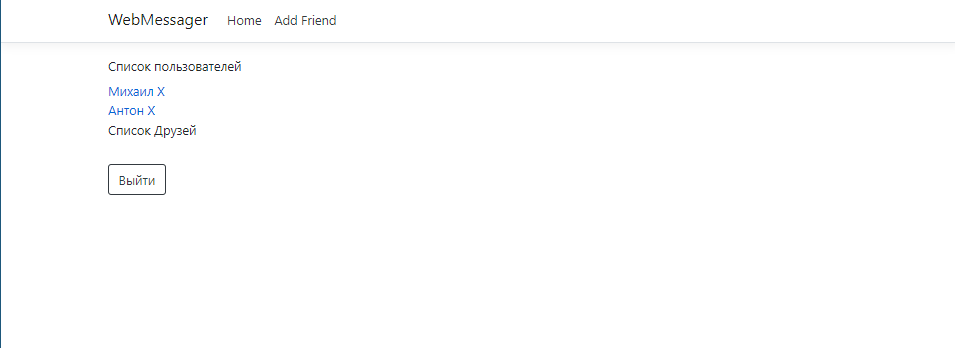 WebMessager Home Add Friend
Список пользователей
Михаил X
Антон X
Список Друзей
Выйти